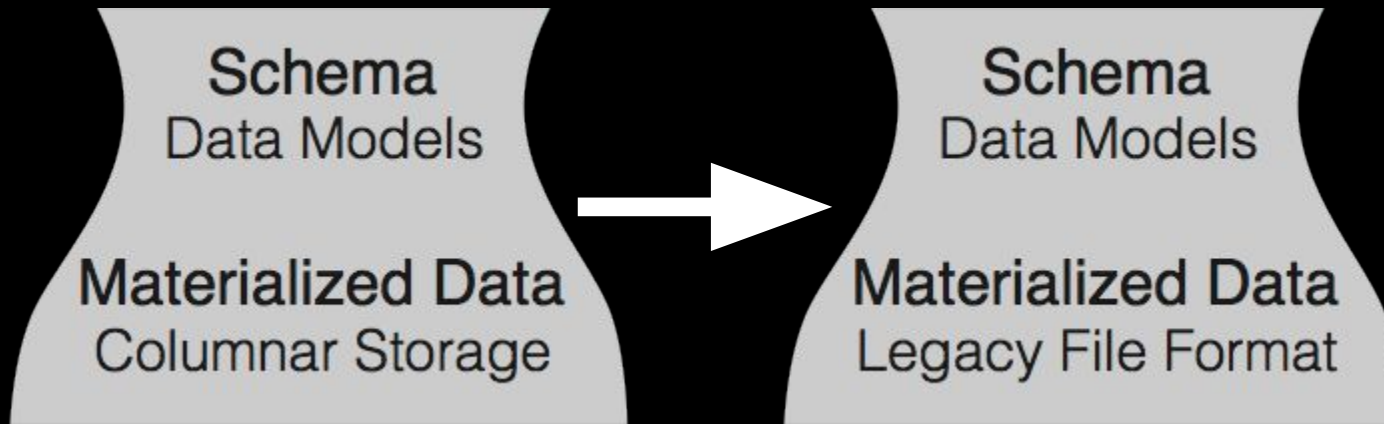 Schema
Data Models
Materialized Data
Columnar Storage
Schema
Data Models
Materialized Data
Legacy File Format